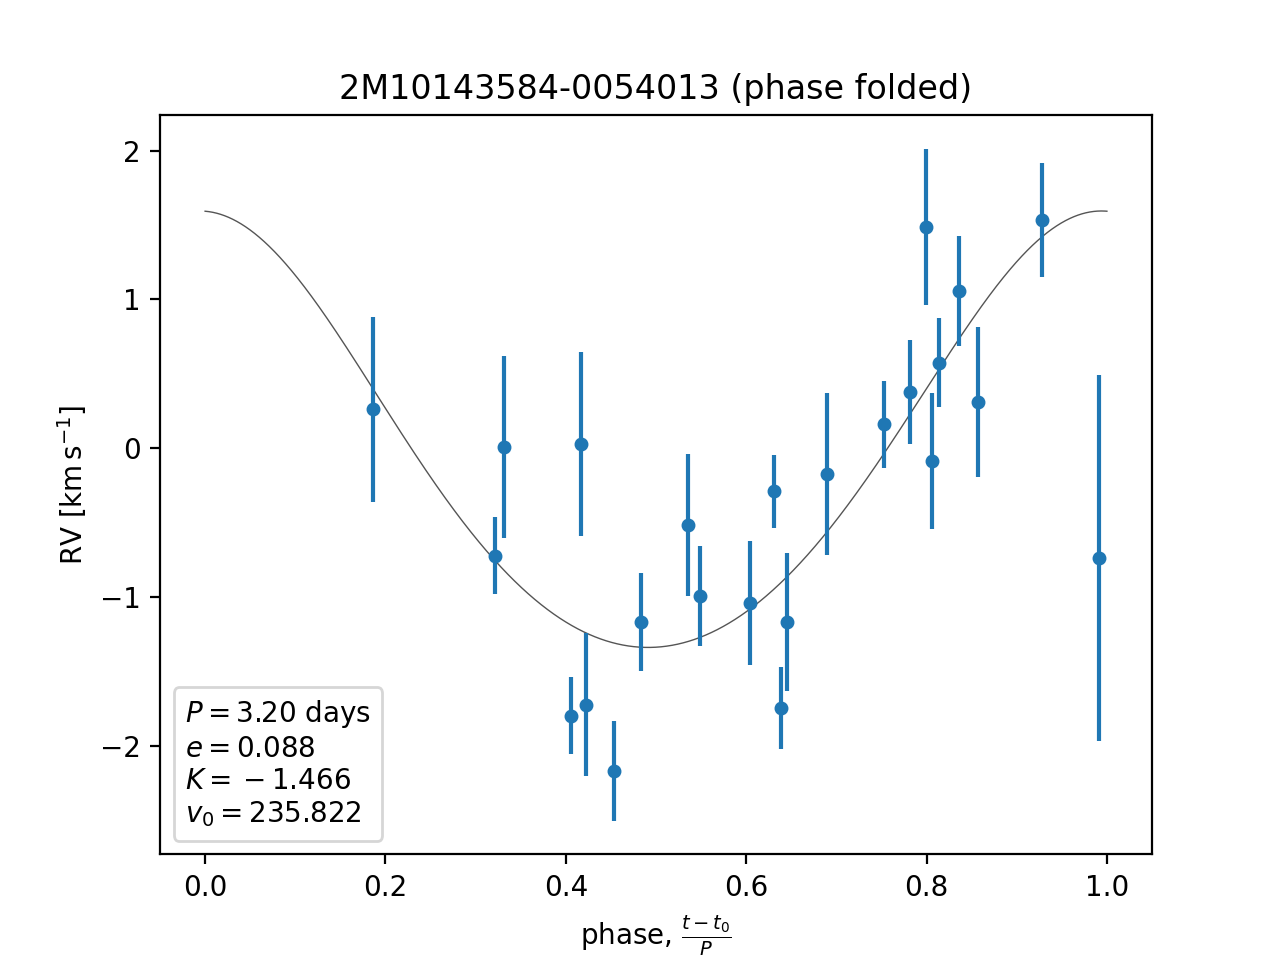 2M10143584-0054013 (phase folded)
RV [km s⁻¹]
2
1
0
−1
−2
P = 3.20 days
e = 0.088
K = −1.466
v₀ = 235.822
0.0 0.2 0.4 0.6 0.8 1.0
phase, (t − t₀)/P